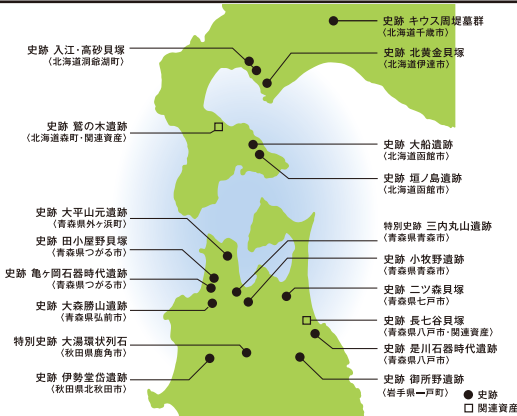 史跡 キウス周堤墓群
（北海道千歳市）
史跡 入江・高砂貝塚
（北海道洞爺湖町）
史跡 北黄金貝塚
（北海道伊達市）
史跡 鷲の木遺跡
（北海道森町・関連資産）
史跡 大船遺跡
（北海道函館市）
史跡 垣ノ島遺跡
（北海道函館市）
史跡 大平山元遺跡
（青森県外ヶ浜町）
史跡 田小屋野貝塚
（青森県つがる市）
史跡 亀ヶ岡石器時代遺跡
（青森県つがる市）
史跡 大森勝山遺跡
（青森県弘前市）
特別史跡 大湯環状列石
（秋田県鹿角市）
史跡 伊勢堂岱遺跡
（秋田県北秋田市）
特別史跡 三内丸山遺跡
（青森県青森市）
史跡 小牧野遺跡
（青森県青森市）
史跡 二ツ森貝塚
（青森県七戸市）
史跡 長七谷貝塚
（青森県八戸市・関連資産）
史跡 是川石器時代遺跡
（青森県八戸市）
史跡 御所野遺跡
（岩手県一戸町）
● 史跡
□ 関連資産